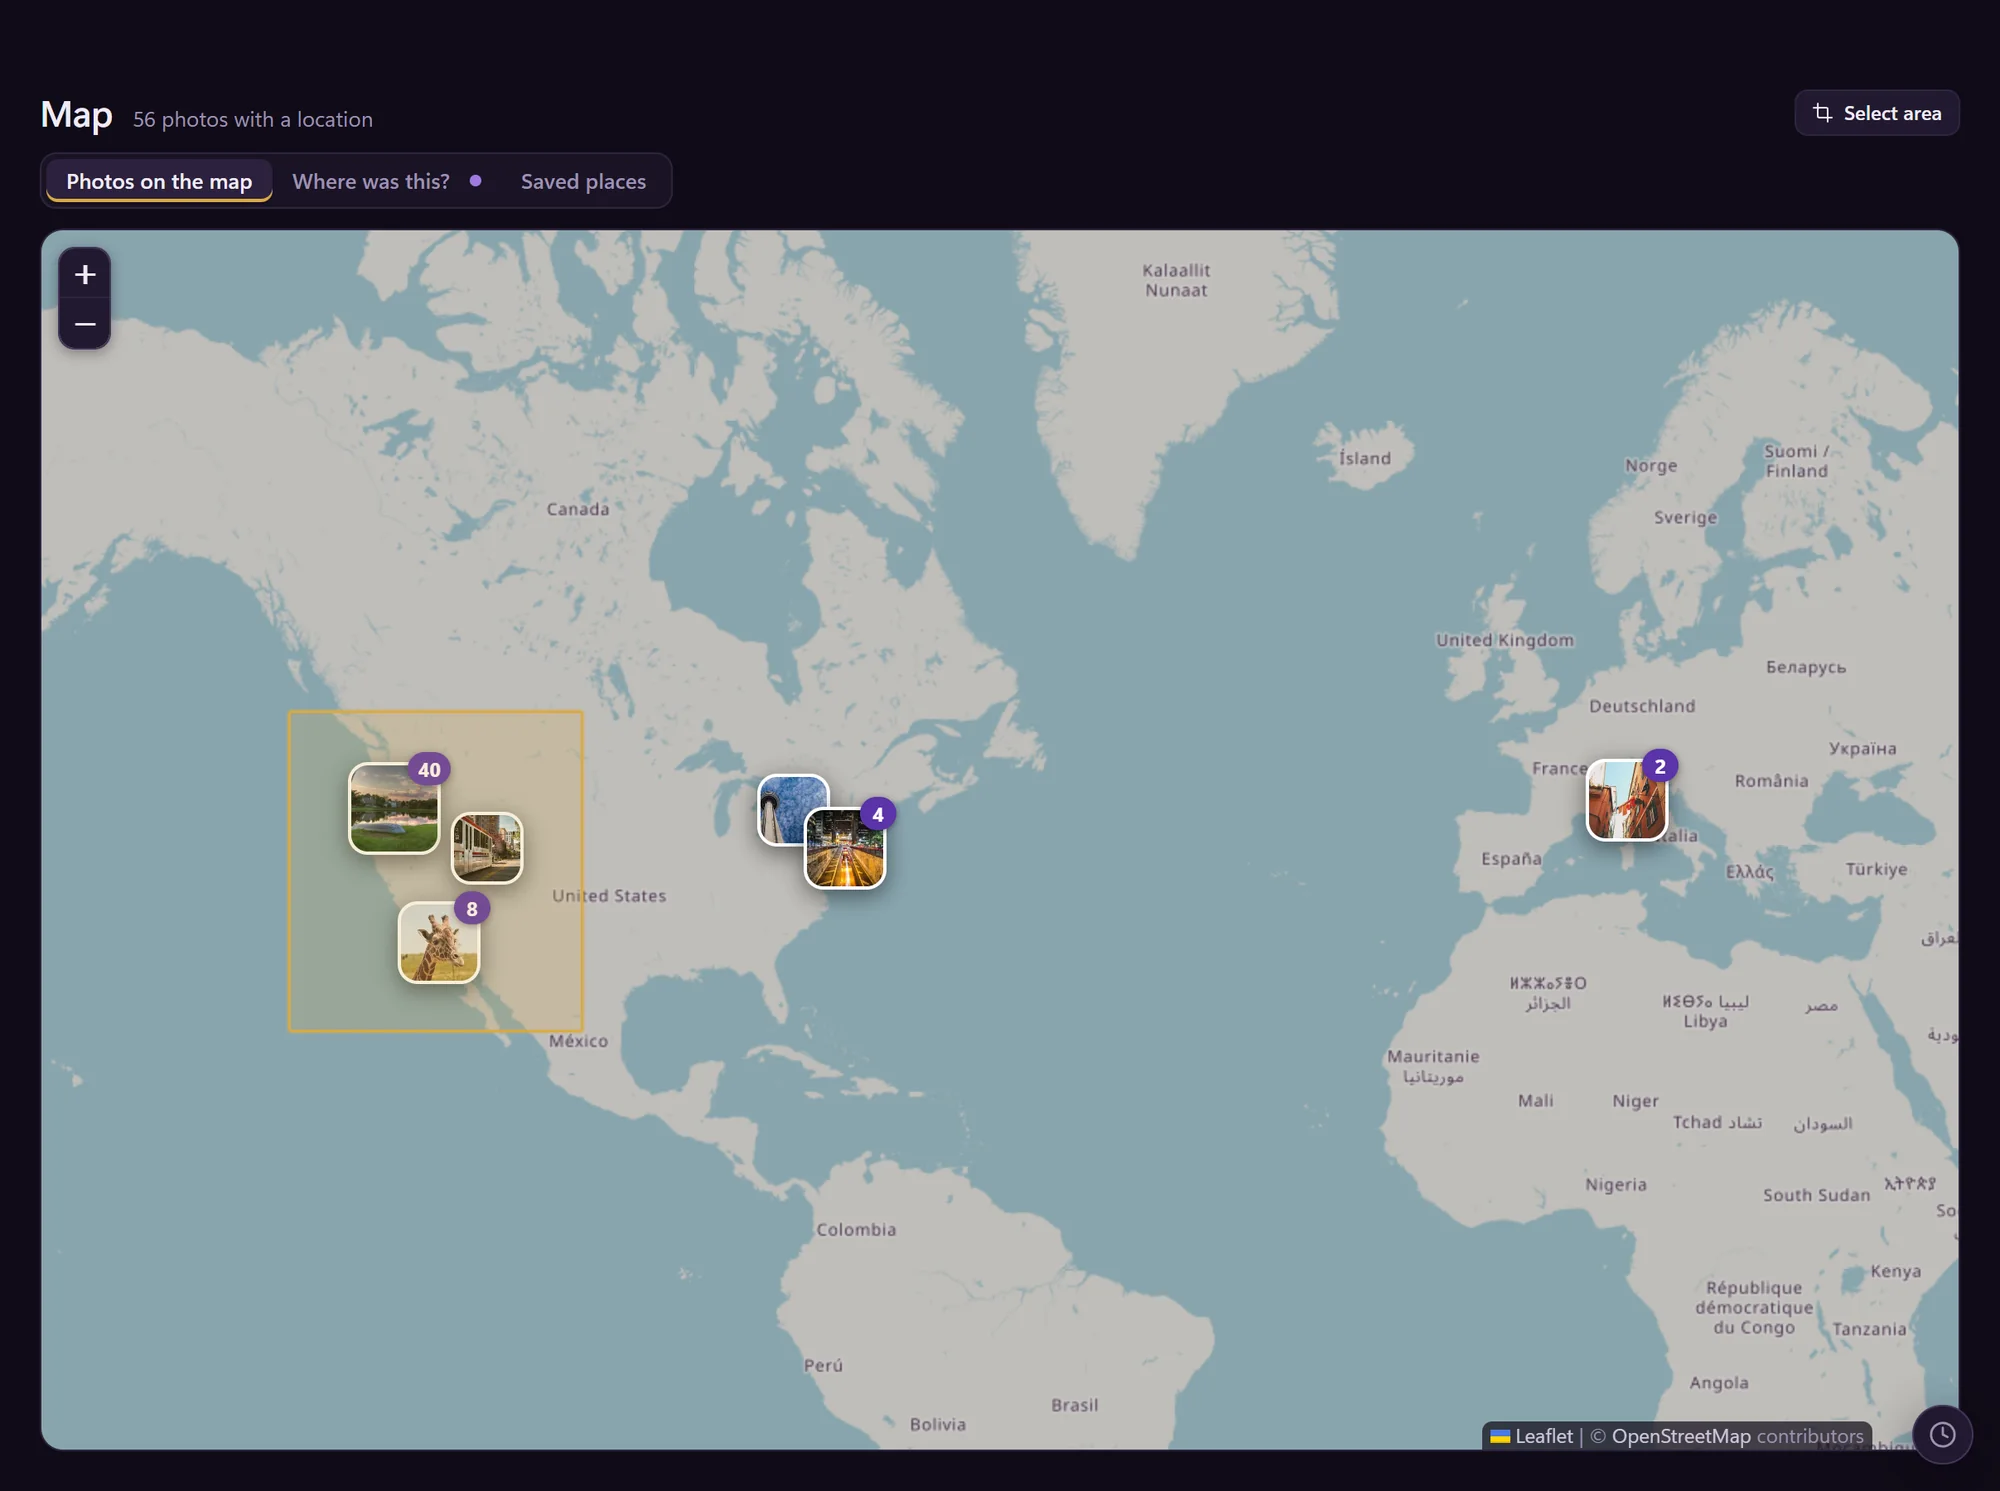 Map 56 photos with a location
Select area
Photos on the map
Where was this?
Saved places
+
−
Kalaallit
Nunaat
Ísland
Norge
Suomi /
Finland
Sverige
Canada
United Kingdom
Беларусь
Deutschland
Україна
France
România
40
2
4
8
Italia
España
Ελλάς
Türkiye
United States
México
ⵍⵣⵣⴰⵢⴻⵔ
الجزائر
ليبيا
Libya
مصر
Mauritanie
موريتانيا
Mali
Niger
Tchad تشاد
السودان
Nigeria
South Sudan
ኢትዮጵያ
Colombia
Kenya
République
démocratique
du Congo
Tanzania
Perú
Angola
Brasil
Bolivia
Leaflet | © OpenStreetMap contributors